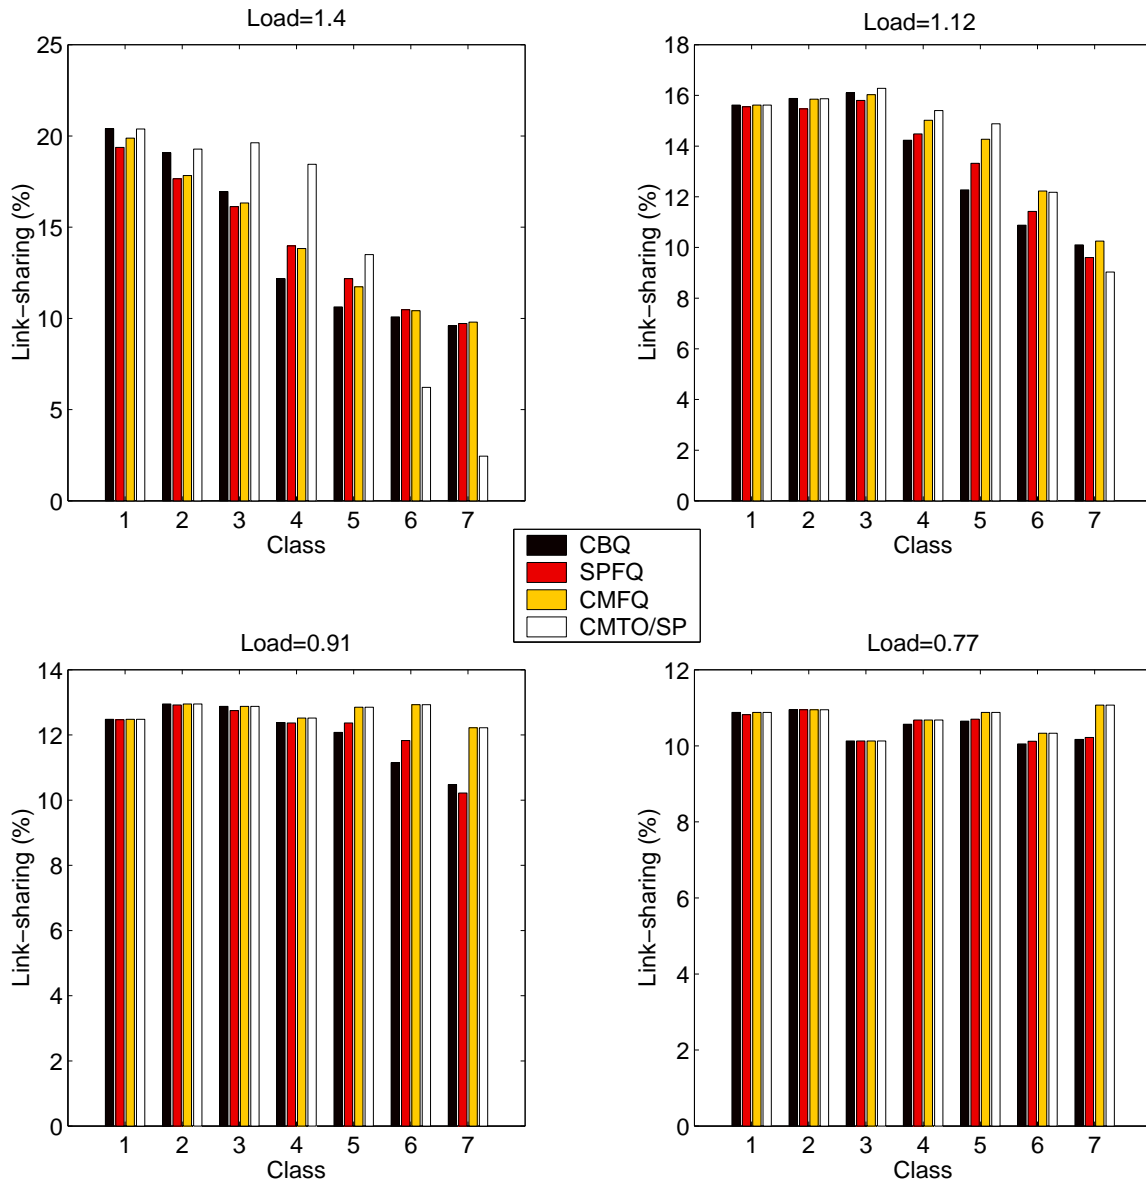 Load=1.4
25
20
15
10
5
0
Link-sharing (%)
1 2 3 4 5 6 7
Class
Load=1.12
18
16
14
12
10
8
6
4
2
0
Link-sharing (%)
1 2 3 4 5 6 7
Class
CBQ
SPFQ
CMFQ
CMTO/SP
Load=0.91
14
12
10
8
6
4
2
0
Link-sharing (%)
1 2 3 4 5 6 7
Class
Load=0.77
12
10
8
6
4
2
0
Link-sharing (%)
1 2 3 4 5 6 7
Class